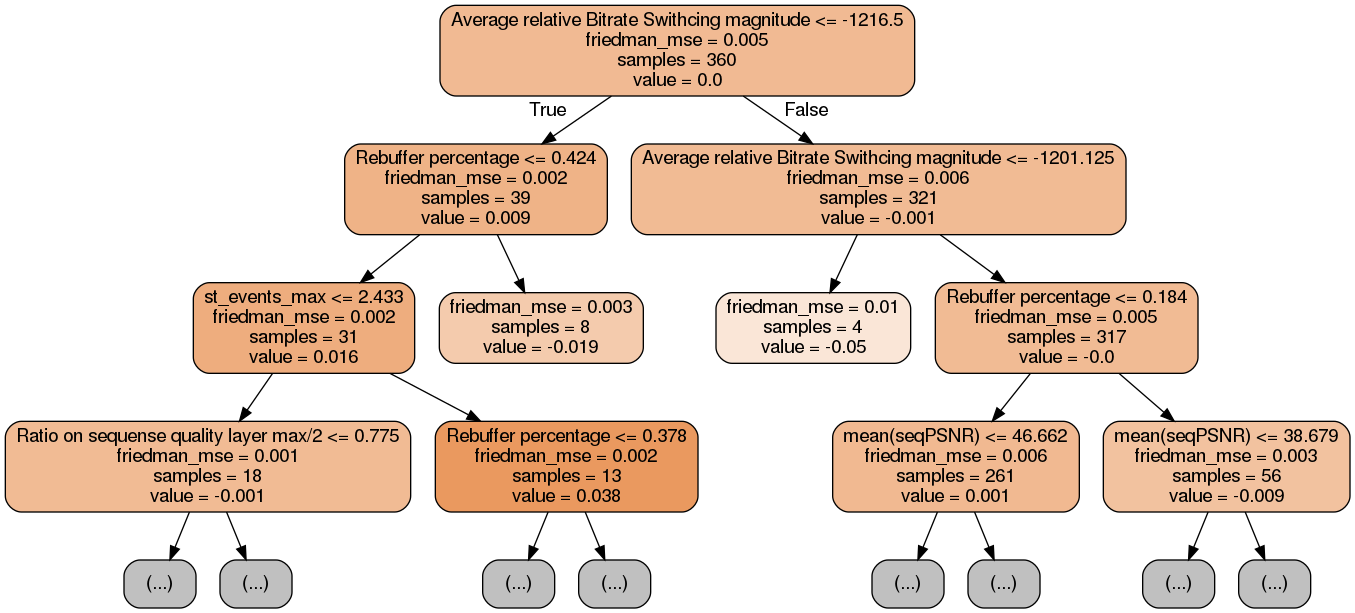 Average relative Bitrate Swithcing magnitude <= -1216.5
friedman_mse = 0.005
samples = 360
value = 0.0
True
False
Rebuffer percentage <= 0.424
friedman_mse = 0.002
samples = 39
value = 0.009
Average relative Bitrate Swithcing magnitude <= -1201.125
friedman_mse = 0.006
samples = 321
value = -0.001
st_events_max <= 2.433
friedman_mse = 0.002
samples = 31
value = 0.016
friedman_mse = 0.003
samples = 8
value = -0.019
friedman_mse = 0.01
samples = 4
value = -0.05
Rebuffer percentage <= 0.184
friedman_mse = 0.005
samples = 317
value = -0.0
Ratio on sequense quality layer max/2 <= 0.775
friedman_mse = 0.001
samples = 18
value = -0.001
Rebuffer percentage <= 0.378
friedman_mse = 0.002
samples = 13
value = 0.038
mean(seqPSNR) <= 46.662
friedman_mse = 0.006
samples = 261
value = 0.001
mean(seqPSNR) <= 38.679
friedman_mse = 0.003
samples = 56
value = -0.009
(...)
(...)
(...)
(...)
(...)
(...)
(...)
(...)